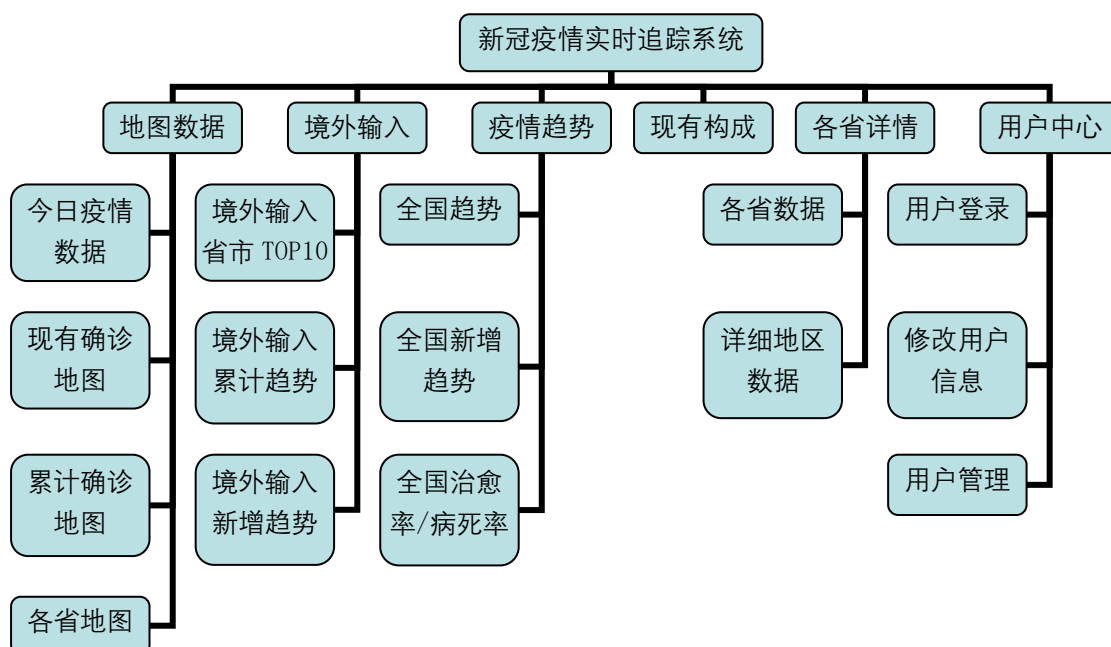 新冠疫情实时追踪系统
地图数据
境外输入
疫情趋势
现有构成
各省详情
用户中心
今日疫情
数据
现有确诊
地图
累计确诊
地图
各省地图
境外输入
省市 TOP10
境外输入
累计趋势
境外输入
新增趋势
全国趋势
全国新增
趋势
全国治愈
率/病死率
各省数据
详细地区
数据
用户登录
修改用户
信息
用户管理